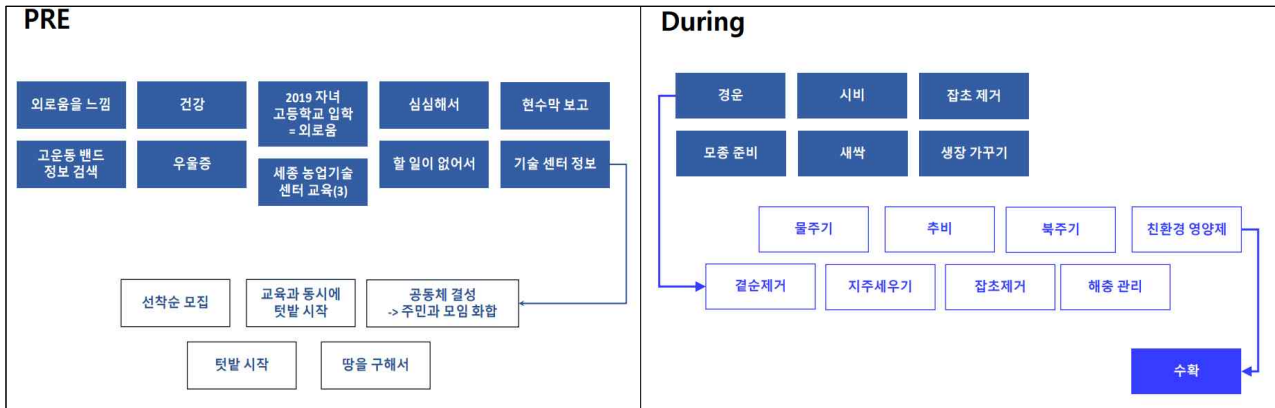 PRE
외로움을 느낌
건강
2019 자녀
고등학교 입학
= 외로움
심심해서
현수막 보고
고운동 밴드
정보 검색
우울증
세종 농업기술
센터 교육(3)
할 일이 없어서
기술 센터 정보
선착순 모집
교육과 동시에
텃밭 시작
공동체 결성
-> 주민과 모임 화합
텃밭 시작
땅을 구해서
During
경운
시비
잡초 제거
모종 준비
새싹
생장 가꾸기
물주기
추비
북주기
친환경 영양제
곁순제거
지주세우기
잡초제거
해충 관리
수확